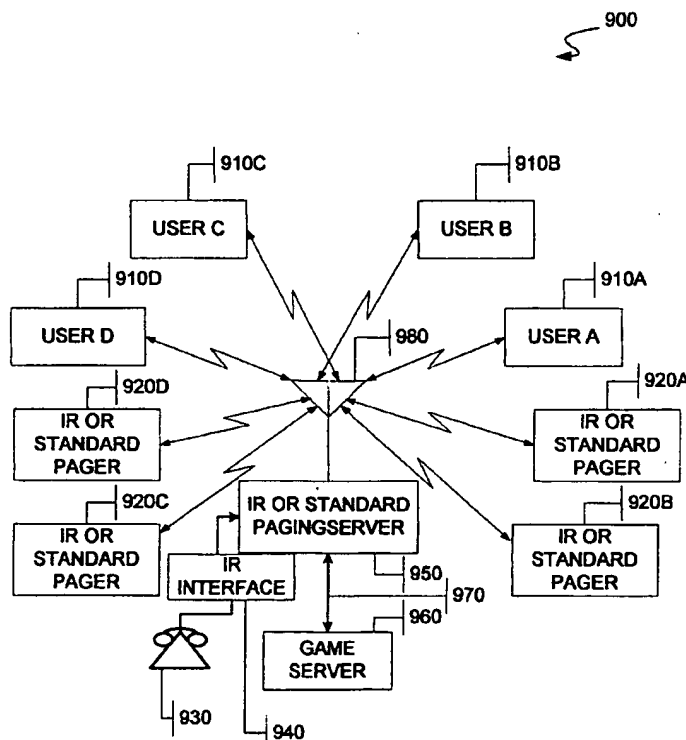 900
910C
910B
USER C
USER B
910D
910A
USER D
980
USER A
920D
920A
IR OR
STANDARD
PAGER
IR OR
STANDARD
PAGER
920C
920B
IR OR
STANDARD
PAGER
IR OR STANDARD
PAGINGSERVER
IR OR
STANDARD
PAGER
IR
INTERFACE
950
970
960
GAME
SERVER
930
940